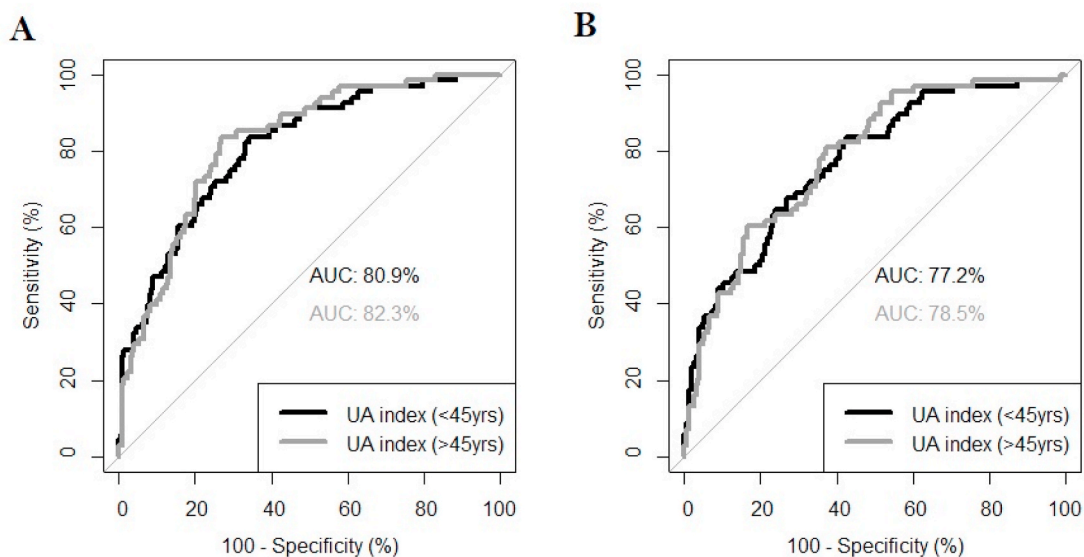 A
100
80
60
40
20
0
Sensitivity (%)
AUC: 80.9%
AUC: 82.3%
UA index (<45yrs)
UA index (>45yrs)
0 20 40 60 80 100
100 - Specificity (%)
B
100
80
60
40
20
0
Sensitivity (%)
AUC: 77.2%
AUC: 78.5%
UA index (<45yrs)
UA index (>45yrs)
0 20 40 60 80 100
100 - Specificity (%)